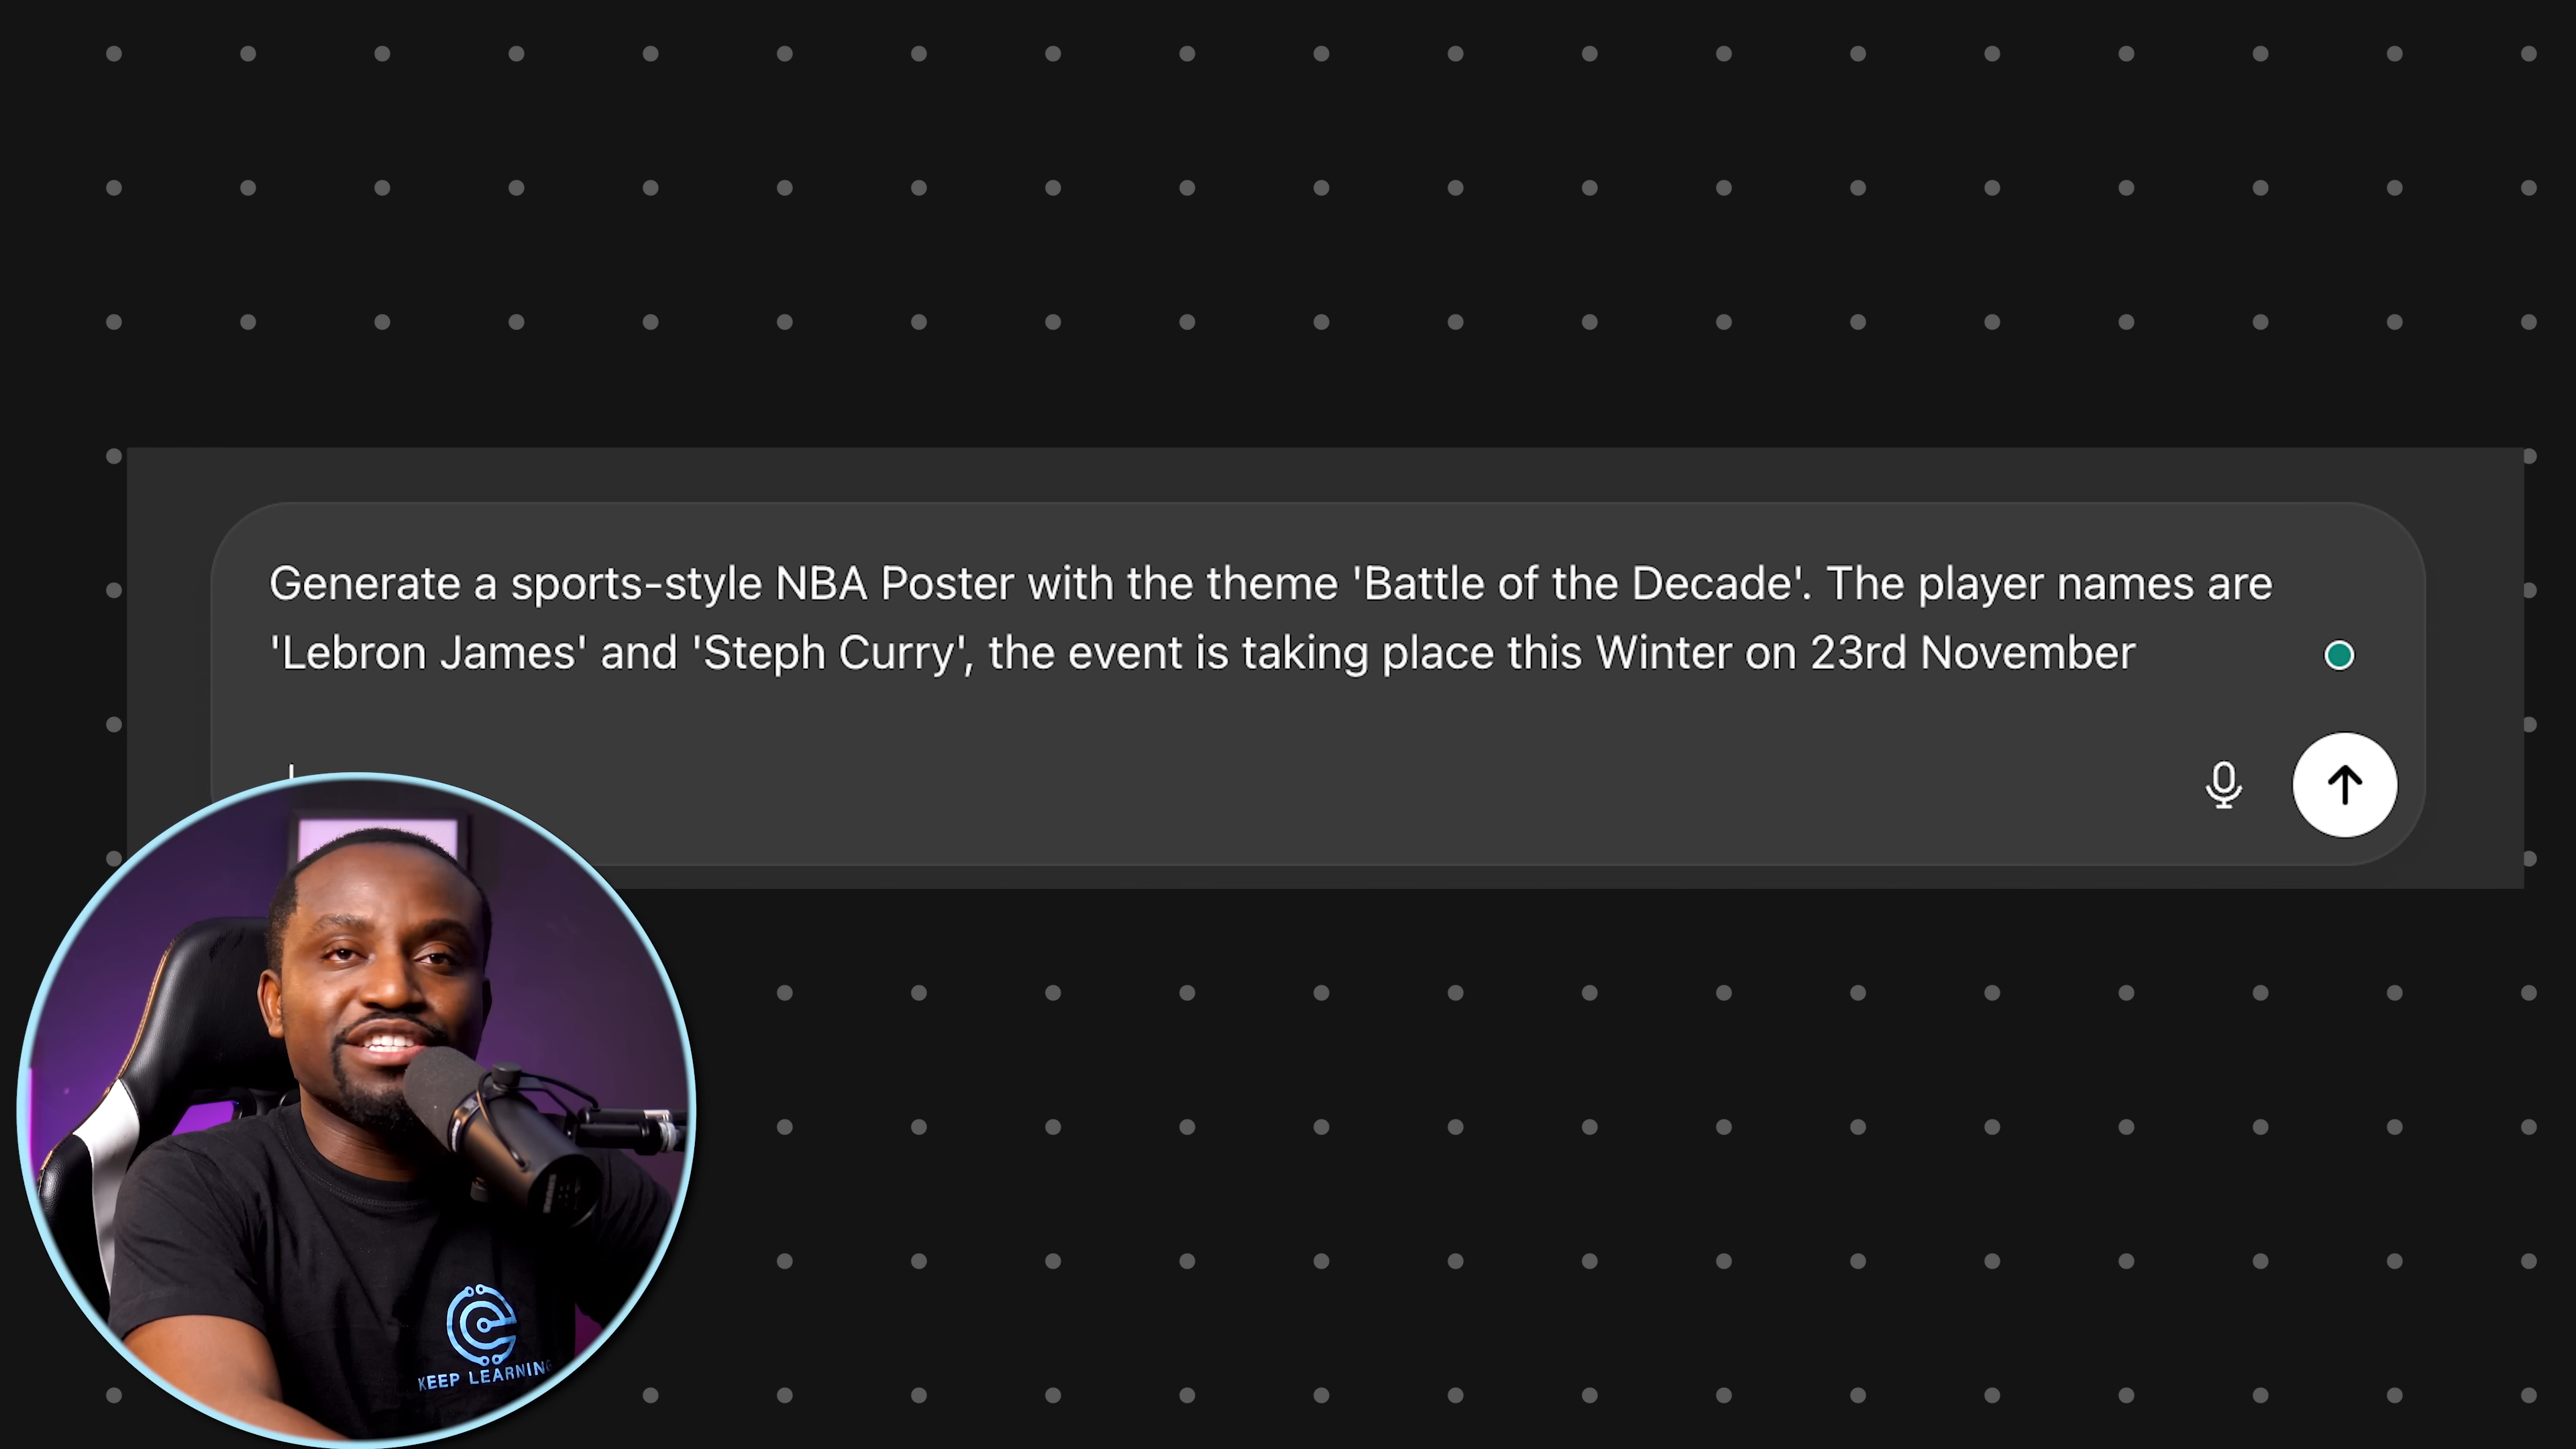 Generate a sports-style NBA Poster with the theme 'Battle of the Decade'. The player names are
'Lebron James' and 'Steph Curry', the event is taking place this Winter on 23rd November
KEEP LEARNING